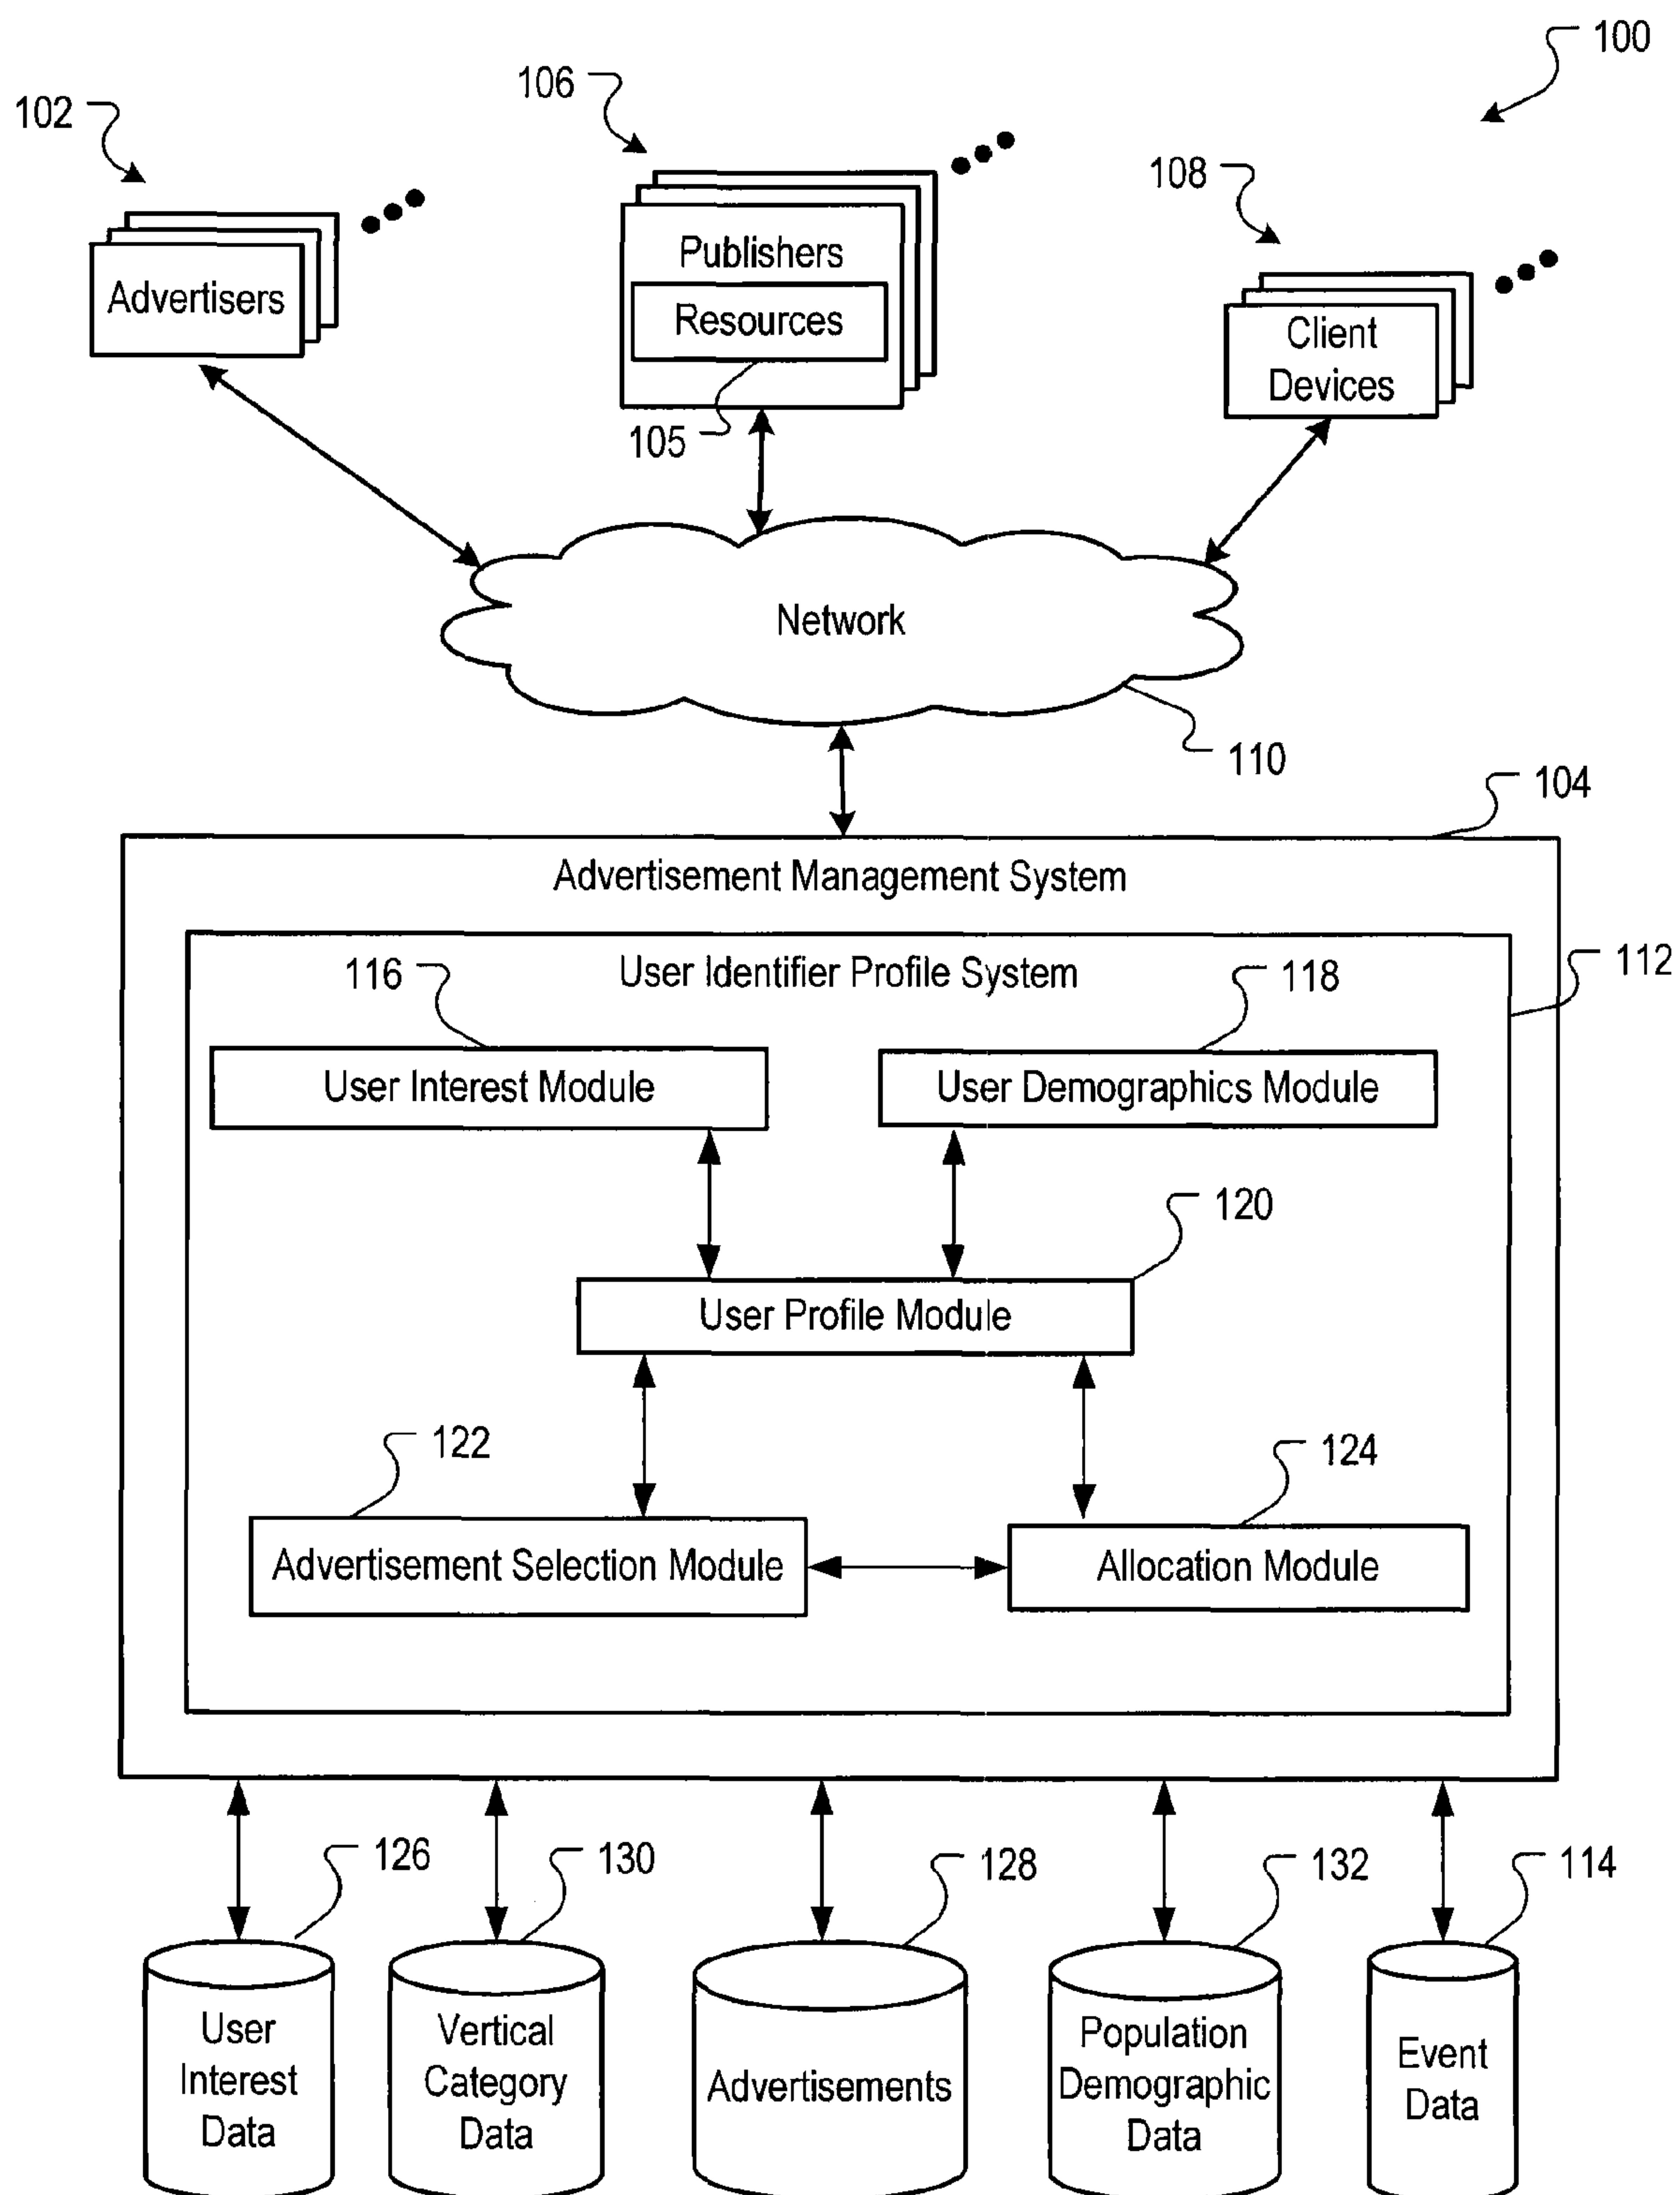 100
106
102
108
Publishers
Advertisers
Resources
Client
Devices
105
Network
110
104
Advertisement Management System
112
User Identifier Profile System
116
118
User Interest Module
User Demographics Module
120
User Profile Module
122
124
Advertisement Selection Module
Allocation Module
126
130
128
132
114
User
Interest
Data
Vertical
Category
Data
Advertisements
Population
Demographic
Data
Event
Data